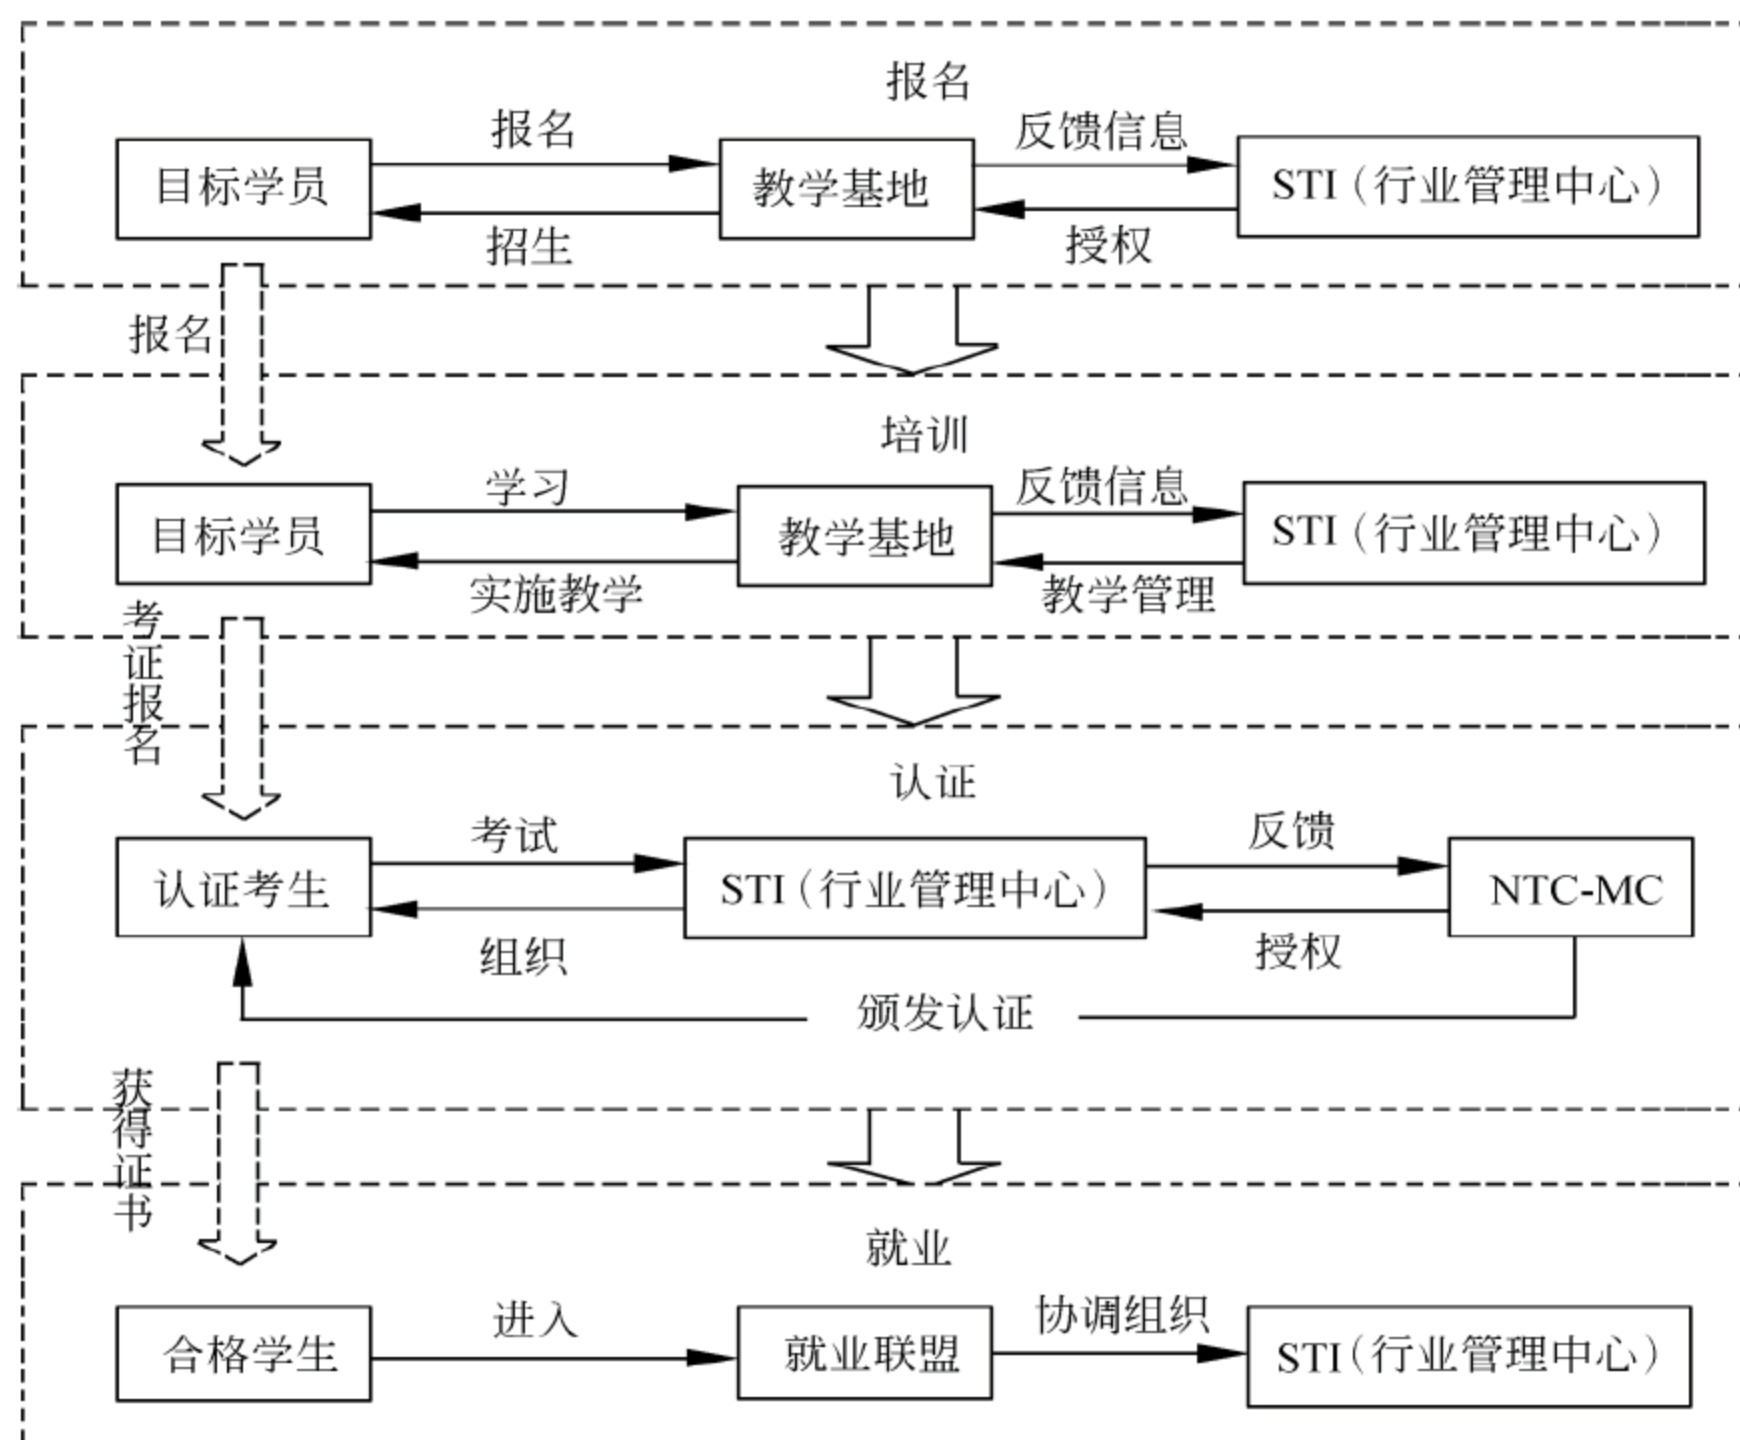 报名
报名
反馈信息
目标学员
教学基地
STI（行业管理中心）
招生
授权
报名
培训
学习
反馈信息
目标学员
教学基地
STI（行业管理中心）
实施教学
教学管理
考证报名
认证
考试
反馈
认证考生
STI（行业管理中心）
NTC-MC
组织
授权
颁发认证
获得证书
就业
进入
协调组织
合格学生
就业联盟
STI（行业管理中心）